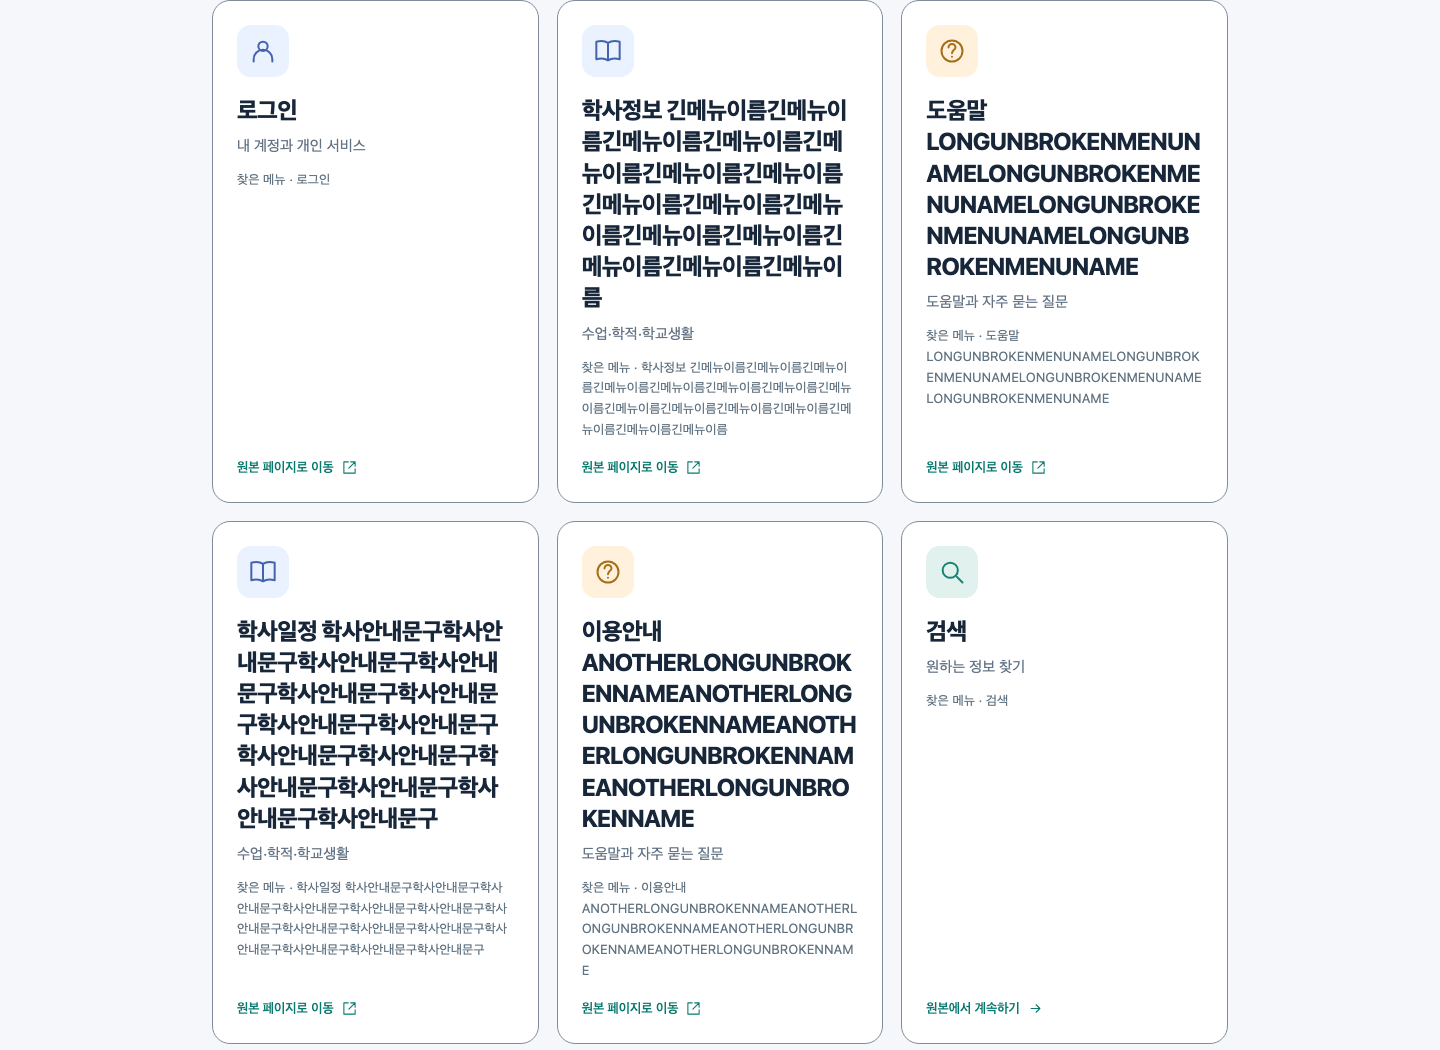 로그인
내 계정과 개인 서비스
찾은 메뉴 · 로그인
원본 페이지로 이동
학사정보 긴메뉴이름긴메뉴이
름긴메뉴이름긴메뉴이름긴메
뉴이름긴메뉴이름긴메뉴이름
긴메뉴이름긴메뉴이름긴메뉴
이름긴메뉴이름긴메뉴이름긴
메뉴이름긴메뉴이름긴메뉴이
름
수업·학적·학교생활
찾은 메뉴 · 학사정보 긴메뉴이름긴메뉴이름긴메뉴이
름긴메뉴이름긴메뉴이름긴메뉴이름긴메뉴이름긴메뉴
이름긴메뉴이름긴메뉴이름긴메뉴이름긴메뉴이름긴메
뉴이름긴메뉴이름긴메뉴이름
원본 페이지로 이동
도움말
LONGUNBROKENMENUN
AMELONGUNBROKENME
NUNAMELONGUNBROKE
NMENUNAMELONGUNB
ROKENMENUNAME
도움말과 자주 묻는 질문
찾은 메뉴 · 도움말
LONGUNBROKENMENUNAMELONGUNBROK
ENMENUNAMELONGUNBROKENMENUNAME
LONGUNBROKENMENUNAME
원본 페이지로 이동
학사일정 학사안내문구학사안
내문구학사안내문구학사안내
문구학사안내문구학사안내문
구학사안내문구학사안내문구
학사안내문구학사안내문구학
사안내문구학사안내문구학사
안내문구학사안내문구
수업·학적·학교생활
찾은 메뉴 · 학사일정 학사안내문구학사안내문구학사
안내문구학사안내문구학사안내문구학사안내문구학사
안내문구학사안내문구학사안내문구학사안내문구학사
안내문구학사안내문구학사안내문구학사안내문구
원본 페이지로 이동
이용안내
ANOTHERLONGUNBROK
ENNAMEANOTHERLONG
UNBROKENNAMEANOTH
ERLONGUNBROKENNAM
EANOTHERLONGUNBRO
KENNAME
도움말과 자주 묻는 질문
찾은 메뉴 · 이용안내
ANOTHERLONGUNBROKENNAMEANOTHERL
ONGUNBROKENNAMEANOTHERLONGUNBR
OKENNAMEANOTHERLONGUNBROKENNAM
E
원본 페이지로 이동
검색
원하는 정보 찾기
찾은 메뉴 · 검색
원본에서 계속하기